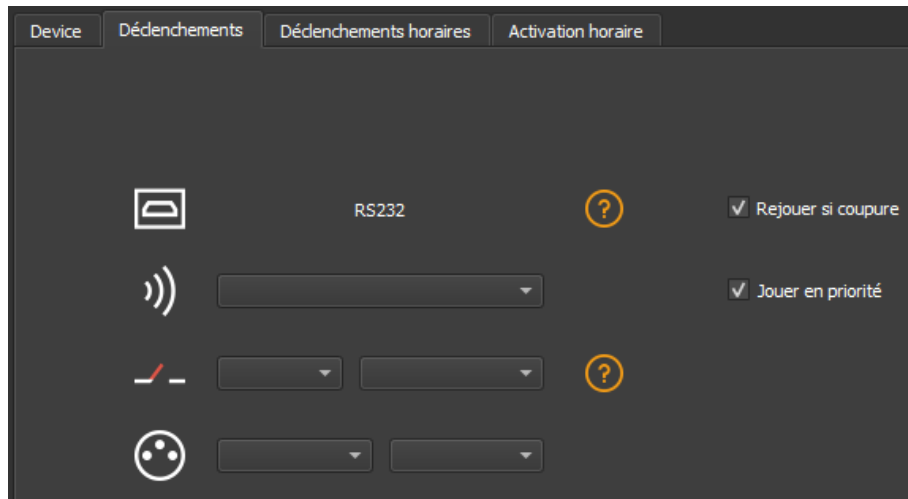 Device
Déclenchements
Déclenchements horaires
Activation horaire
RS232
?
Rejouer si coupure
Jouer en priorité
?